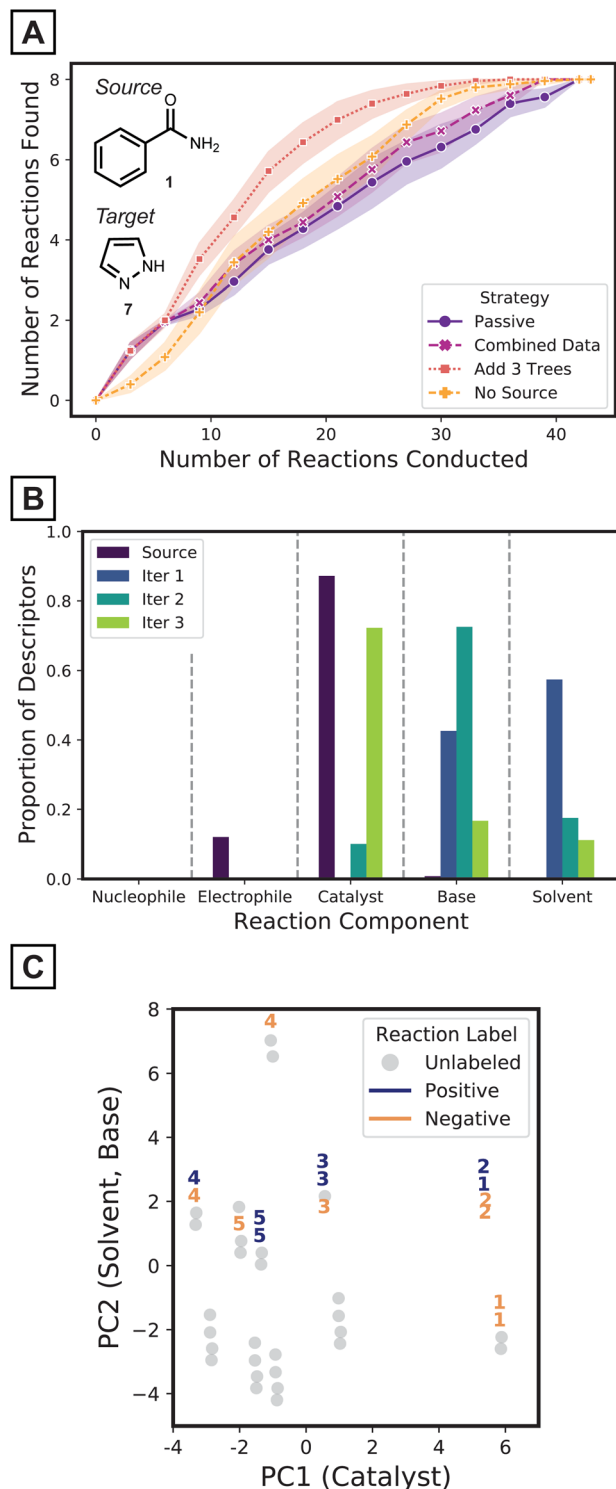 A
Source
O
NH₂
1
Target
N
NH
7
Number of Reactions Found
8
6
4
2
0
Strategy
Passive
Combined Data
Add 3 Trees
No Source
0 10 20 30 40
Number of Reactions Conducted
B
Proportion of Descriptors
1.0
0.8
0.6
0.4
0.2
0.0
Source
Iter 1
Iter 2
Iter 3
Nucleophile Electrophile Catalyst Base Solvent
Reaction Component
C
PC2 (Solvent, Base)
8
6
4
2
0
−2
−4
Reaction Label
Unlabeled
Positive
Negative
4
3
2
4 3 1
4 3 2
5 5 2
5
1
1
-4 -2 0 2 4 6
PC1 (Catalyst)